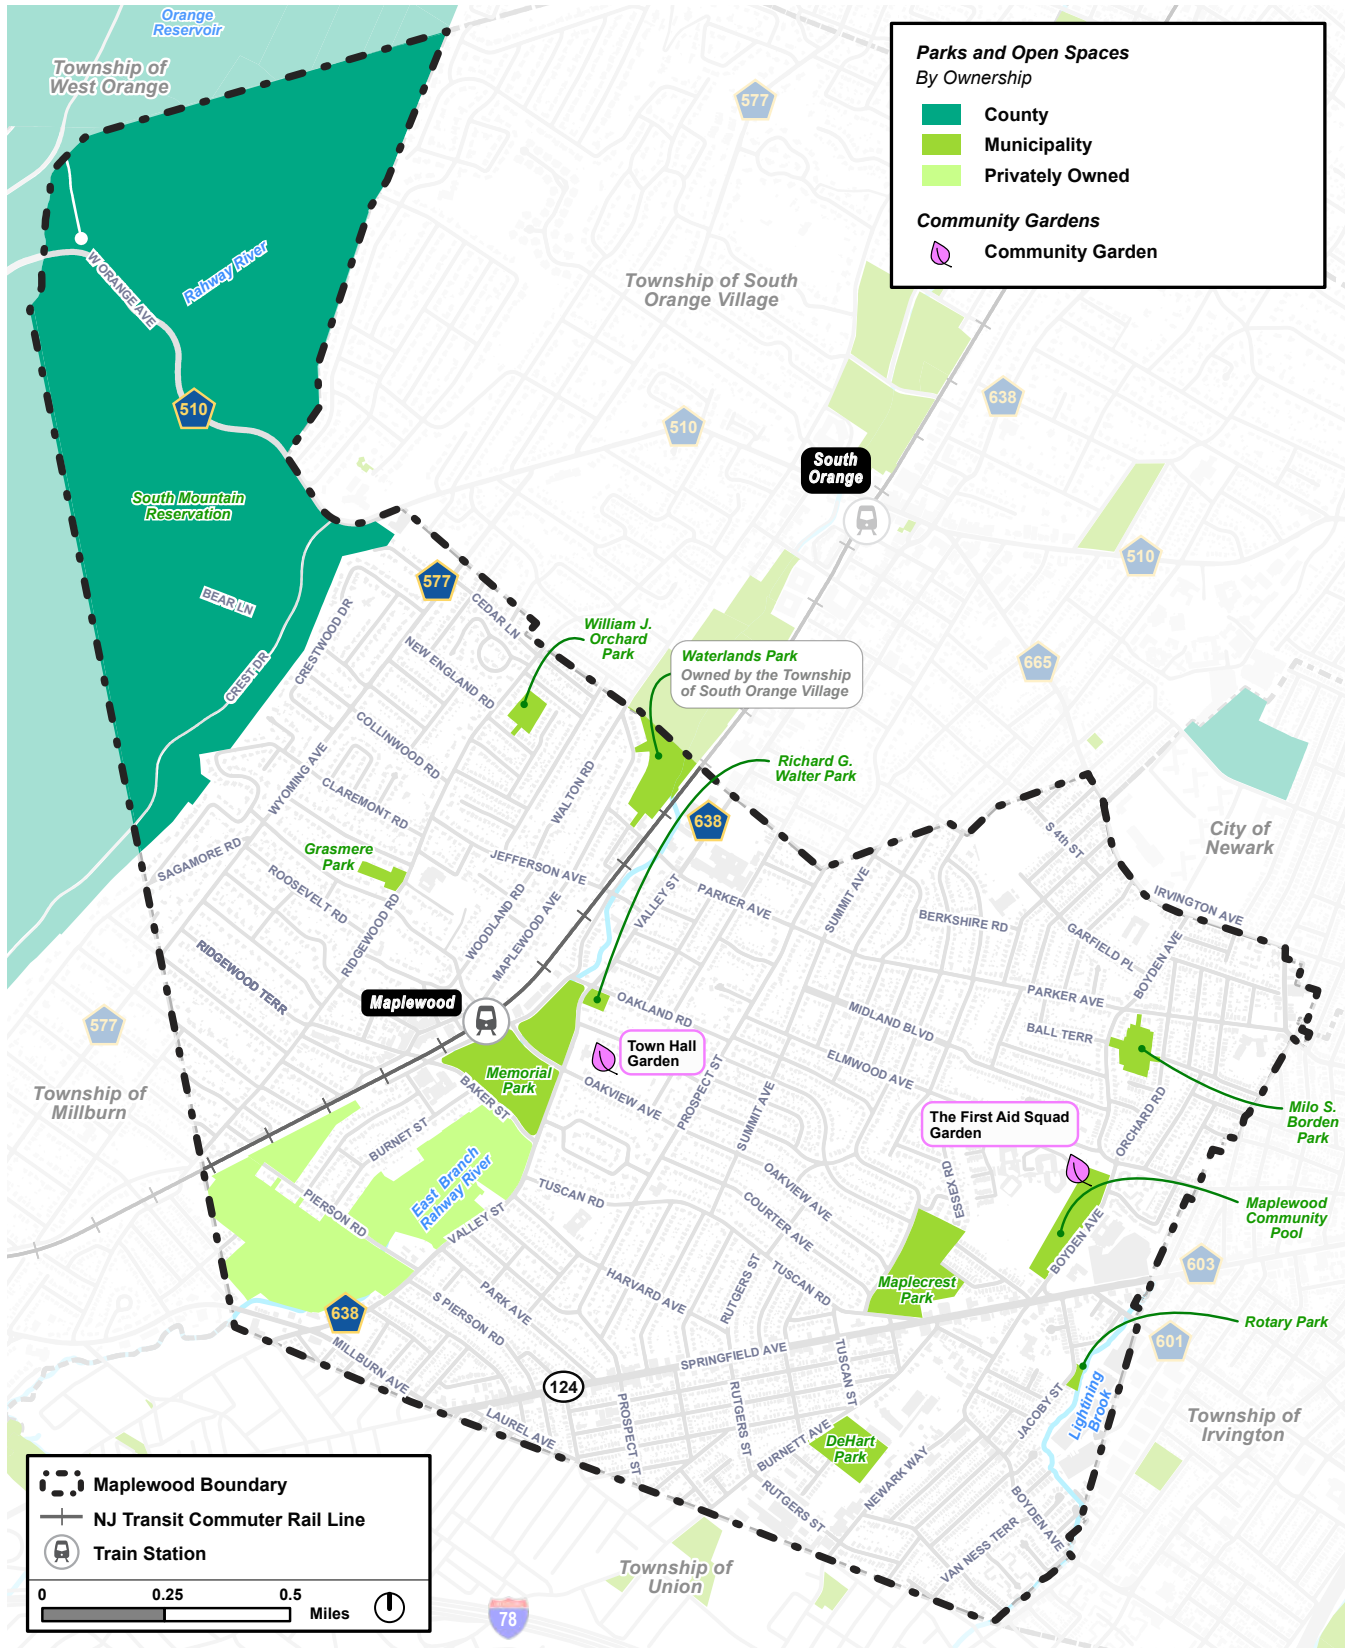 Orange
Reservoir
Township of
West Orange
577
Parks and Open Spaces
By Ownership
County
Municipality
Privately Owned
Community Gardens
Community Garden
W ORANGE AVE
Rahway River
Township of South
Orange Village
510
510
638
South
Orange
South Mountain
Reservation
510
577
BEAR LN
CREST DR
CRESTWOOD DR
CEDAR LN
NEW ENGLAND RD
William J.
Orchard
Park
Waterlands Park
Owned by the Township
of South Orange Village
665
COLLINWOOD RD
WYOMING AVE
CLAREMONT RD
WALTON RD
Richard G.
Walter Park
638
City of
Newark
S 4th ST
SAGAMORE RD
Grasmere
Park
ROOSEVELT RD
RIDGEWOOD RD
JEFFERSON AVE
WOODLAND RD
MAPLEWOOD AVE
VALLEY ST
PARKER AVE
SUMMIT AVE
BERKSHIRE RD
IRVINGTON AVE
GARFIELD PL
BOYDEN AVE
RIDGEWOOD TERR
Maplewood
OAKLAND RD
MIDLAND BLVD
PARKER AVE
BALL TERR
577
Town Hall
Garden
Memorial
Park
BAKER ST
OAKVIEW AVE
PROSPECT ST
SUMMIT AVE
ELMWOOD AVE
Township of
Millburn
BURNET ST
The First Aid Squad
Garden
ORCHARD RD
Milo S.
Borden
Park
East Branch
Rahway River
PIERSON RD
VALLEY ST
TUSCAN RD
OAKVIEW AVE
COURTER AVE
ESSEX RD
BOYDEN AVE
Maplewood
Community
Pool
603
HARVARD AVE
RUTGERS ST
TUSCAN RD
Maplecrest
Park
638
PARK AVE
S PIERSON RD
MILLBURN AVE
SPRINGFIELD AVE
TUSCAN ST
Rotary Park
601
124
LAUREL AVE
PROSPECT ST
RUTGERS ST
BURNETT AVE
DeHart
Park
JACOBY ST
Lightining
Brook
Township of
Irvington
NEWARK WAY
RUTGERS ST
BOYDEN AVE
VAN NESS TERR
Township of
Union
78
Maplewood Boundary
NJ Transit Commuter Rail Line
Train Station
0 0.25 0.5
Miles